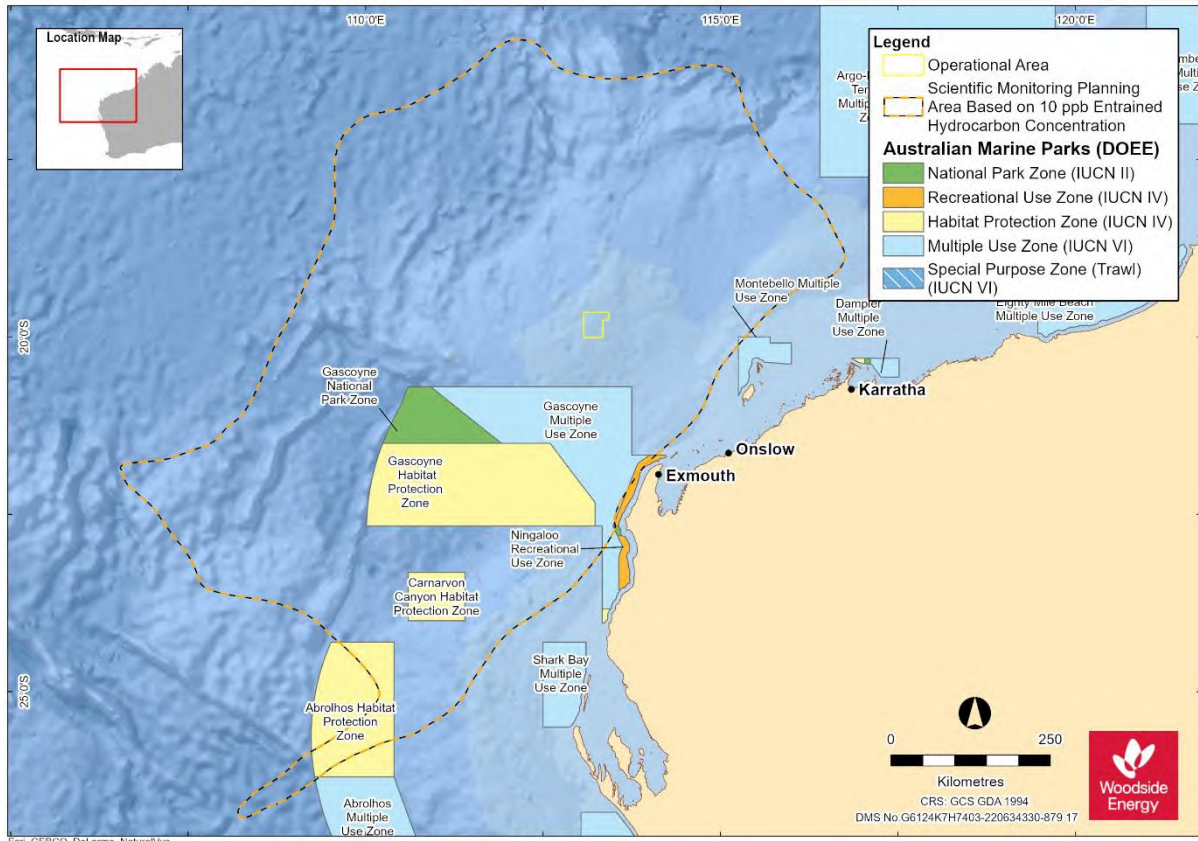 110°0'E
115°0'E
120°0'E
Location Map
Legend
Operational Area
Scientific Monitoring Planning
Area Based on 10 ppb Entrained
Hydrocarbon Concentration
Australian Marine Parks (DOEE)
National Park Zone (IUCN II)
Recreational Use Zone (IUCN IV)
Habitat Protection Zone (IUCN IV)
Multiple Use Zone (IUCN VI)
Special Purpose Zone (Trawl)
(IUCN VI)
Montebello Multiple
Use Zone
Dampier
Multiple
Use Zone
Eighty Mile Beach
Multiple Use Zone
20°0'S
Karratha
Gascoyne
National
Park Zone
Gascoyne
Multiple
Use Zone
Onslow
Gascoyne
Habitat
Protection
Zone
Exmouth
Ningaloo
Recreational
Use Zone
Carnarvon
Canyon Habitat
Protection Zone
Shark Bay
Multiple
Use Zone
25°0'S
Abrolhos Habitat
Protection
Zone
Abrolhos
Multiple
Use Zone
0
250
Kilometres
CRS: GCS GDA 1994
DMS No.G6124K7H7403-220634330-879 17
Woodside
Energy